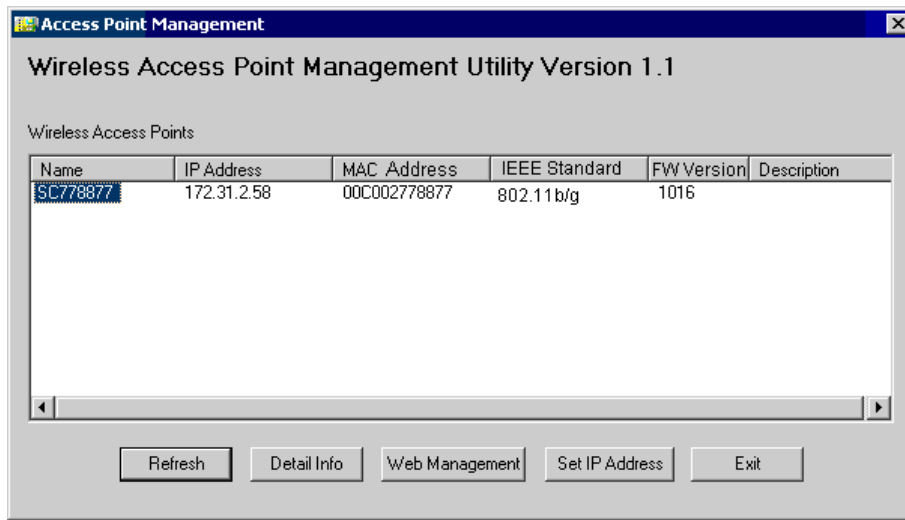 Access Point Management
Wireless Access Point Management Utility Version 1.1
Wireless Access Points
Name IP Address MAC Address IEEE Standard FW Version Description
SC778877 172.31.2.58 00C002778877 802.11b/g 1016
Refresh Detail Info Web Management Set IP Address Exit